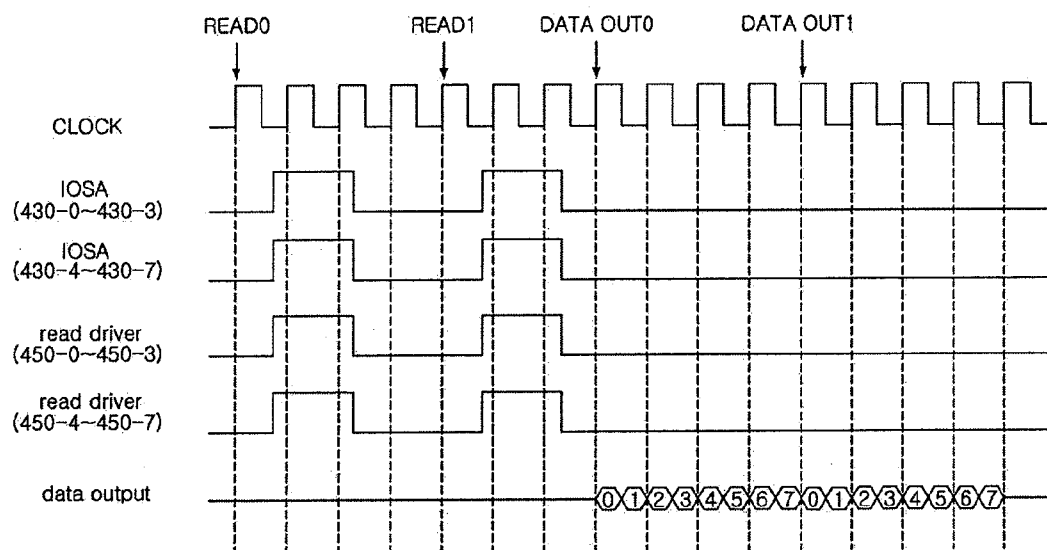 READ0 READ1 DATA OUT0 DATA OUT1
CLOCK
IOSA
(430-0~430-3)
IOSA
(430-4~430-7)
read driver
(450-0~450-3)
read driver
(450-4~450-7)
data output 0 1 2 3 4 5 6 7 0 1 2 3 4 5 6 7